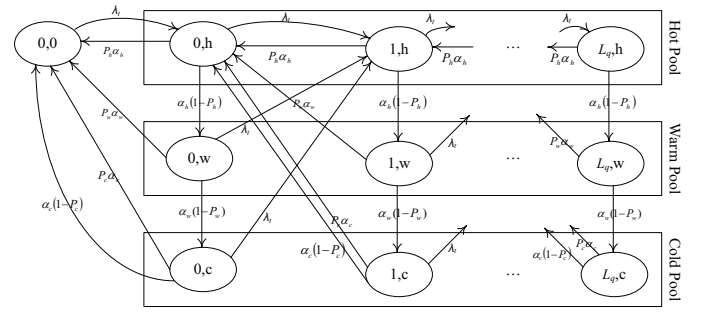 λt λt λt λt
0,0 0,h 1,h ... Lq,h Hot Pool
Phαh Phαh Phαh Phαh
αh(1−Ph) αh(1−Ph) αh(1−Ph)
Pwαw λt Pwαw λt Pwαw
0,w 1,w ... Lq,w Warm Pool
Pcαc αw(1−Pw) αw(1−Pw) αw(1−Pw)
αc(1−Pc) λt Pcαc αc(1−Pc) λt αc(1−Pc) Pcαc
0,c 1,c ... Lq,c Cold Pool